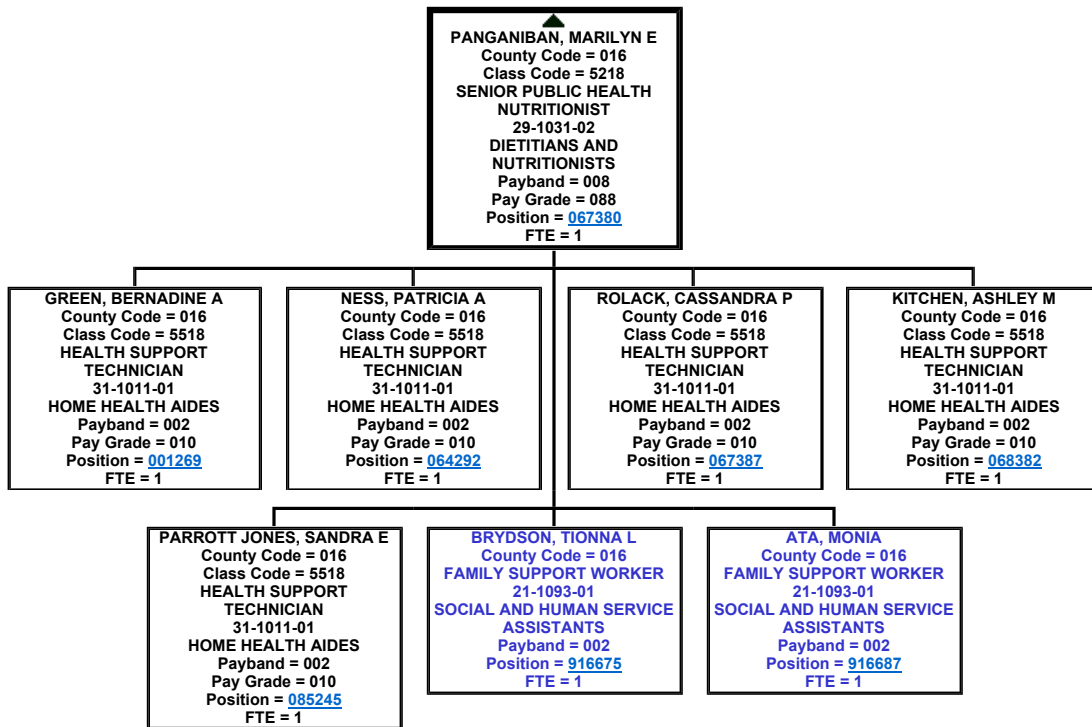 PANGANIBAN, MARILYN E
County Code = 016
Class Code = 5218
SENIOR PUBLIC HEALTH
NUTRITIONIST
29-1031-02
DIETITIANS AND
NUTRITIONISTS
Payband = 008
Pay Grade = 088
Position = 067380
FTE = 1
GREEN, BERNADINE A
County Code = 016
Class Code = 5518
HEALTH SUPPORT
TECHNICIAN
31-1011-01
HOME HEALTH AIDES
Payband = 002
Pay Grade = 010
Position = 001269
FTE = 1
NESS, PATRICIA A
County Code = 016
Class Code = 5518
HEALTH SUPPORT
TECHNICIAN
31-1011-01
HOME HEALTH AIDES
Payband = 002
Pay Grade = 010
Position = 064292
FTE = 1
ROLACK, CASSANDRA P
County Code = 016
Class Code = 5518
HEALTH SUPPORT
TECHNICIAN
31-1011-01
HOME HEALTH AIDES
Payband = 002
Pay Grade = 010
Position = 067387
FTE = 1
KITCHEN, ASHLEY M
County Code = 016
Class Code = 5518
HEALTH SUPPORT
TECHNICIAN
31-1011-01
HOME HEALTH AIDES
Payband = 002
Pay Grade = 010
Position = 068382
FTE = 1
PARROTT JONES, SANDRA E
County Code = 016
Class Code = 5518
HEALTH SUPPORT
TECHNICIAN
31-1011-01
HOME HEALTH AIDES
Payband = 002
Pay Grade = 010
Position = 085245
FTE = 1
BRYDSON, TIONNA L
County Code = 016
FAMILY SUPPORT WORKER
21-1093-01
SOCIAL AND HUMAN SERVICE
ASSISTANTS
Payband = 002
Position = 916675
FTE = 1
ATA, MONIA
County Code = 016
FAMILY SUPPORT WORKER
21-1093-01
SOCIAL AND HUMAN SERVICE
ASSISTANTS
Payband = 002
Position = 916687
FTE = 1